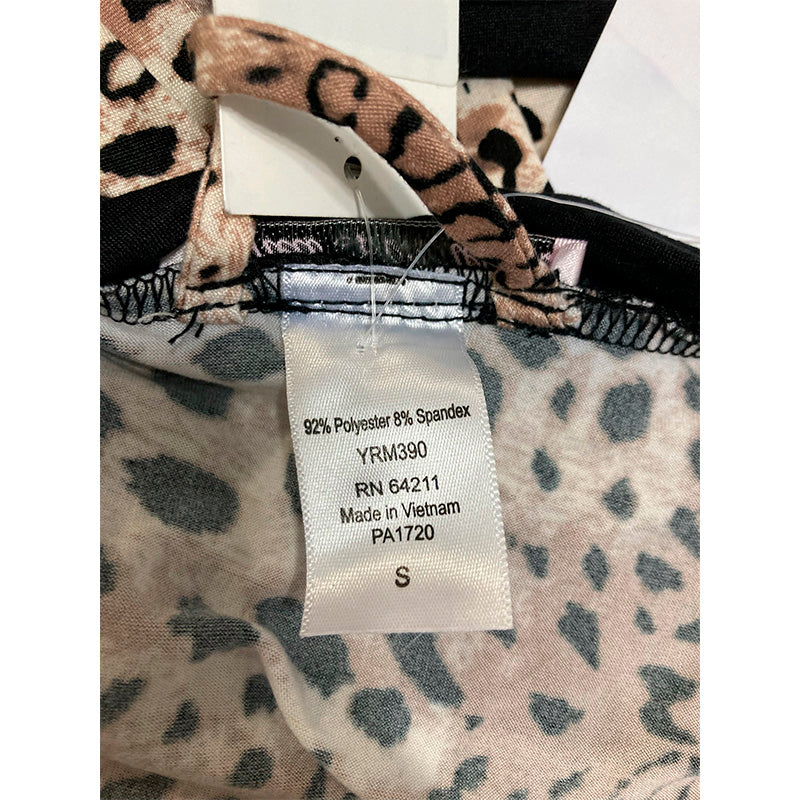 92% Polyester 8% Spandex
YRM390
RN 64211
Made in Vietnam
PA1720
S